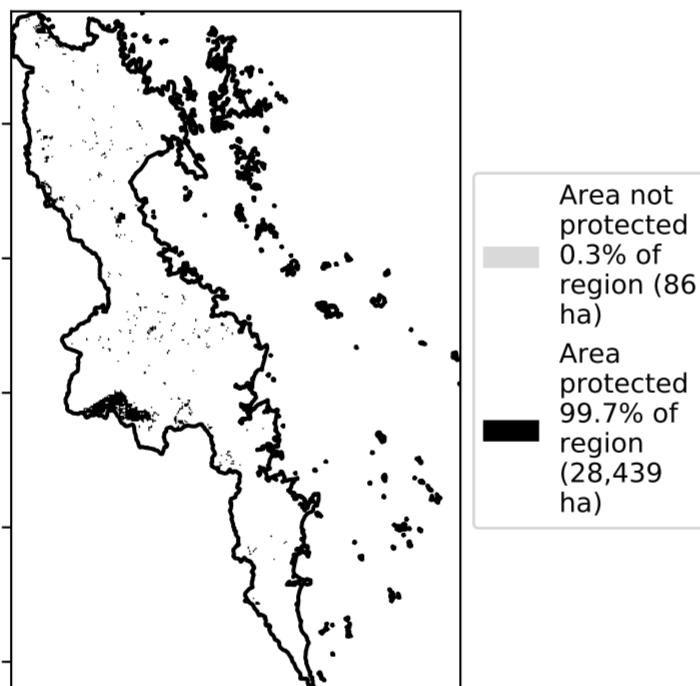 Area not
protected
0.3% of
region (86
ha)
Area
protected
99.7% of
region
(28,439
ha)